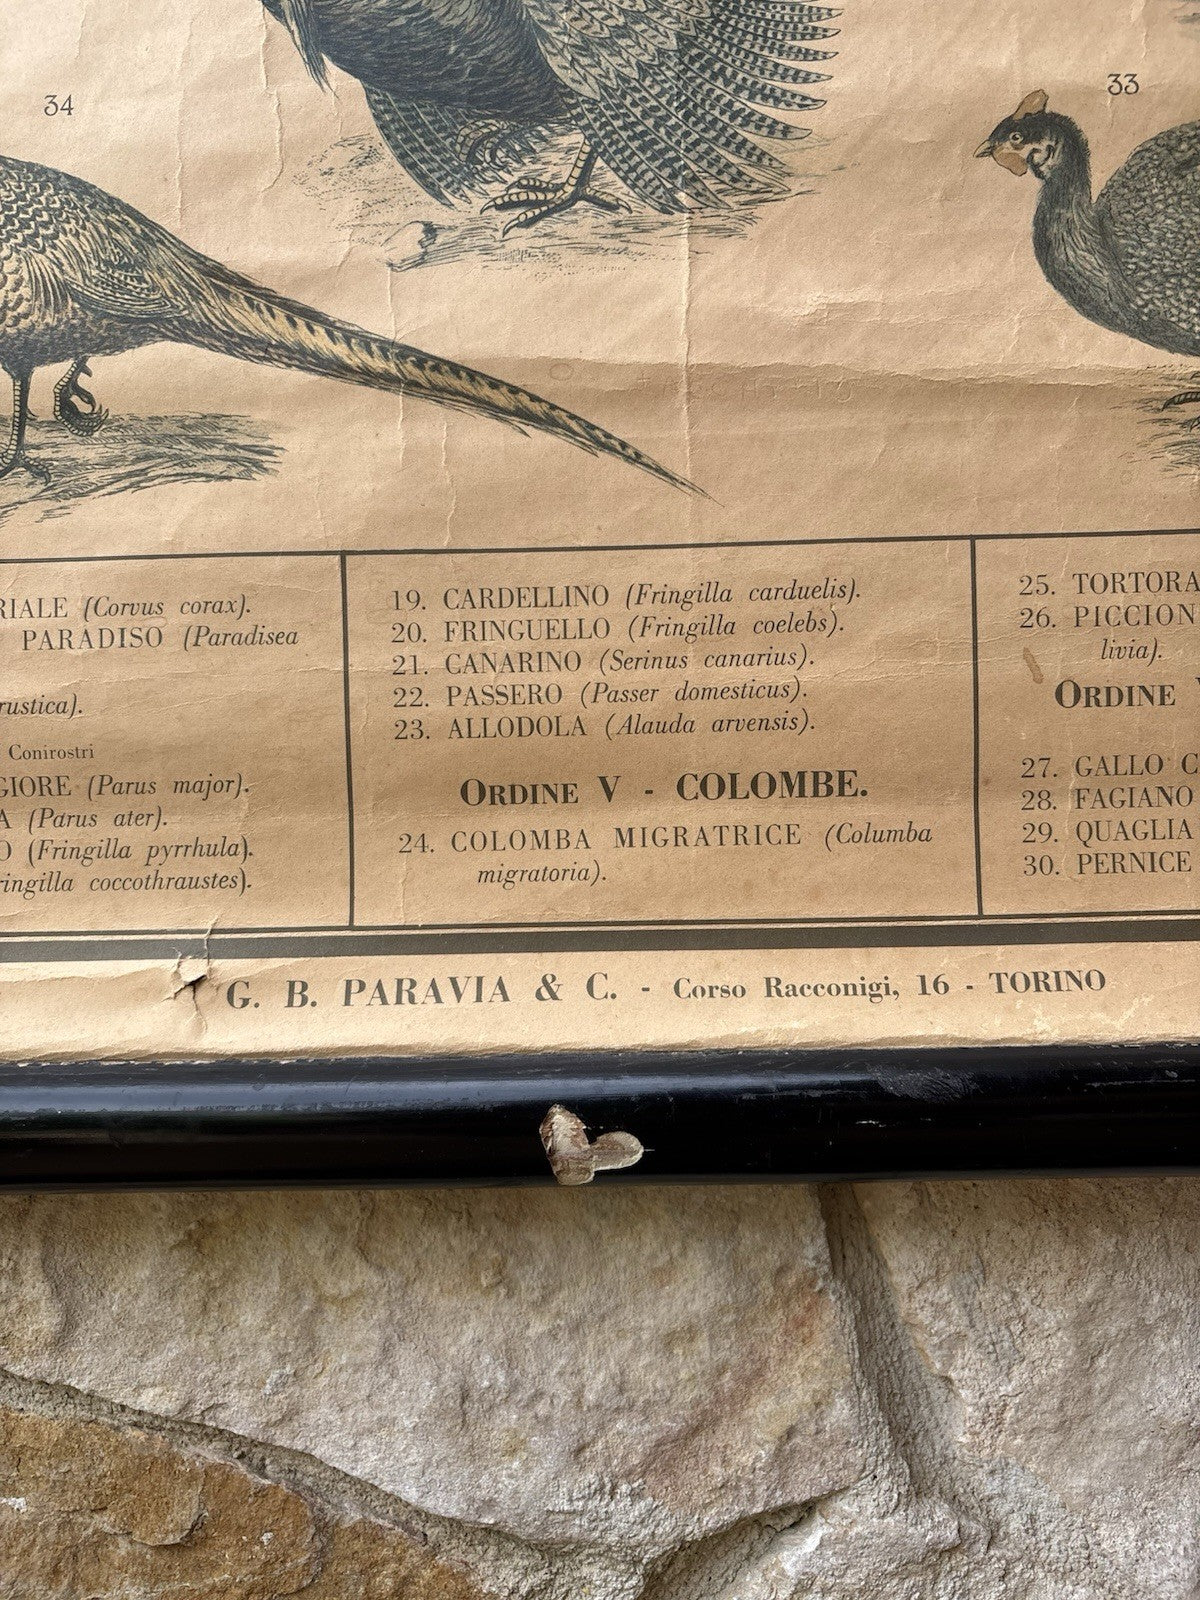 34
33
RIALE (Corvus corax).
PARADISO (Paradisea
rustica).
Conirostri
GIORE (Parus major).
A (Parus ater).
O (Fringilla pyrrhula).
ringilla coccothraustes).
19. CARDELLINO (Fringilla carduelis).
20. FRINGUELLO (Fringilla coelebs).
21. CANARINO (Serinus canarius).
22. PASSERO (Passer domesticus).
23. ALLODOLA (Alauda arvensis).
ORDINE V - COLOMBE.
24. COLOMBA MIGRATRICE (Columba
migratoria).
25. TORTORA
26. PICCION
livia).
ORDINE
27. GALLO C
28. FAGIANO
29. QUAGLIA
30. PERNICE
G. B. PARAVIA & C. - Corso Racconigi, 16 - TORINO